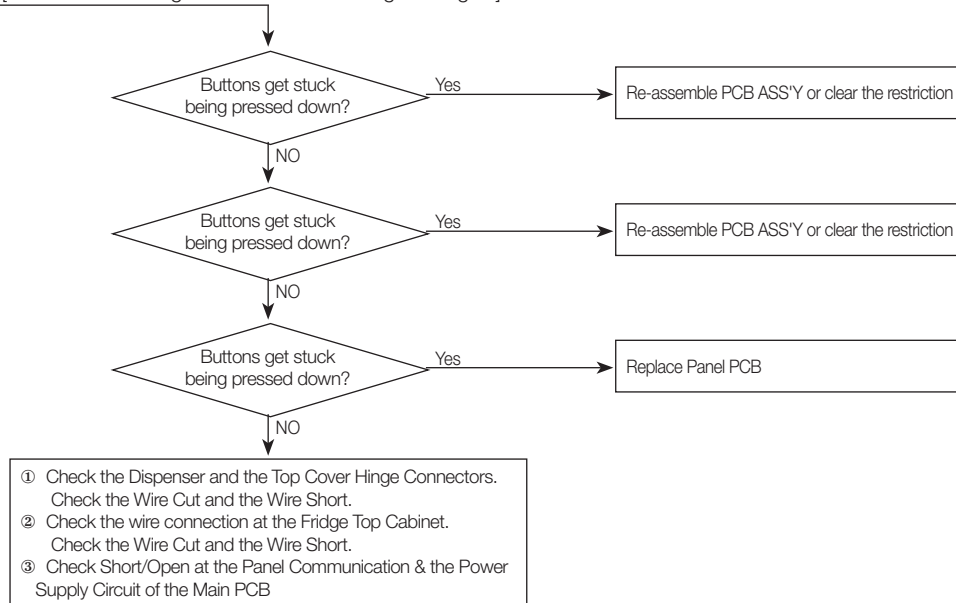 Buttons get stuck
being pressed down?
Yes
Re-assemble PCB ASS'Y or clear the restriction
NO
Buttons get stuck
being pressed down?
Yes
Re-assemble PCB ASS'Y or clear the restriction
NO
Buttons get stuck
being pressed down?
Yes
Replace Panel PCB
NO
① Check the Dispenser and the Top Cover Hinge Connectors.
Check the Wire Cut and the Wire Short.
② Check the wire connection at the Fridge Top Cabinet.
Check the Wire Cut and the Wire Short.
③ Check Short/Open at the Panel Communication & the Power
Supply Circuit of the Main PCB